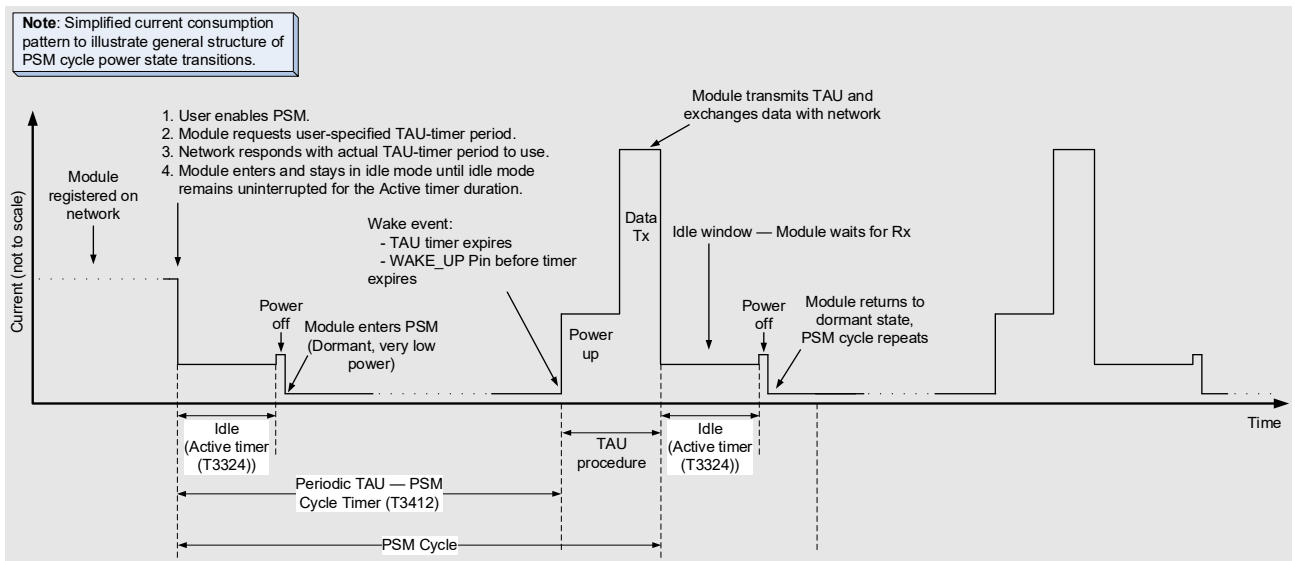 Note: Simplified current consumption
pattern to illustrate general structure of
PSM cycle power state transitions.
1. User enables PSM.
2. Module requests user-specified TAU-timer period.
3. Network responds with actual TAU-timer period to use.
4. Module enters and stays in idle mode until idle mode
remains uninterrupted for the Active timer duration.
Module transmits TAU and
exchanges data with network
Module
registered on
network
Current (not to scale)
Wake event:
- TAU timer expires
- WAKE_UP Pin before timer
expires
Data
Tx
Idle window — Module waits for Rx
Power
off
Module enters PSM
(Dormant, very low
power)
Power
up
Power
off
Module returns to
dormant state,
PSM cycle repeats
Time
Idle
(Active timer
(T3324))
TAU
procedure
Idle
(Active timer
(T3324))
Periodic TAU — PSM
Cycle Timer (T3412)
PSM Cycle